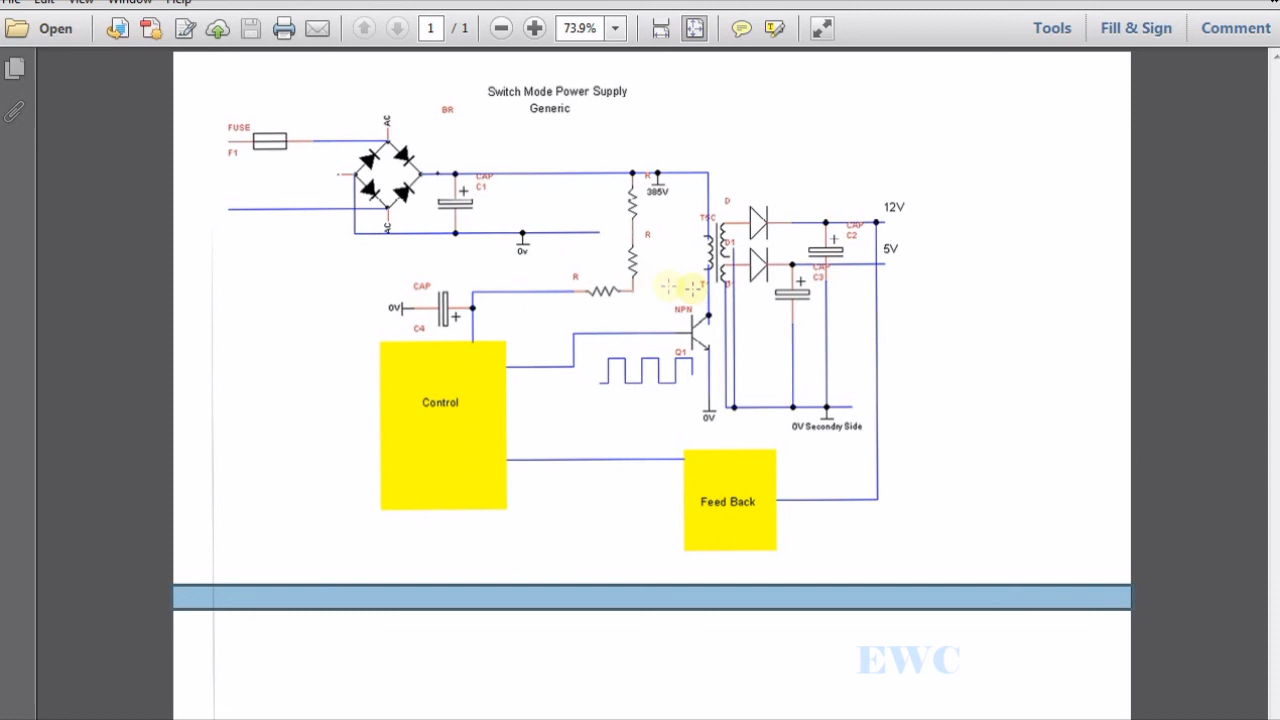 File Edit View Window Help
Open
1 / 1
73.9%
Tools
Fill & Sign
Comment
Switch Mode Power Supply
Generic
BR
AC
FUSE
F1
CAP
C1
AC
0v
R
385V
R
R
CAP
0V
C4
D
D1
12V
CAP
C2
5V
CAP
C3
NPN
Q1
0V
0V Secondry Side
Control
Feed Back
EWC